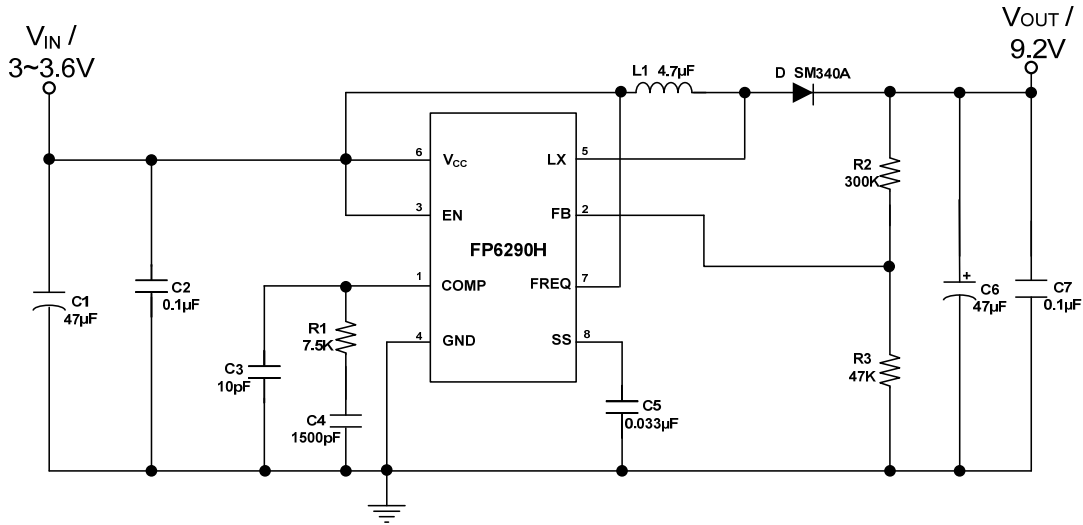 VIN /
3~3.6V
VOUT /
9.2V
L1 4.7µF
D SM340A
6 VCC
LX 5
3 EN
FB 2
FP6290H
1 COMP
FREQ 7
4 GND
SS 8
C1
47µF
C2
0.1µF
C3
10pF
R1
7.5K
C4
1500pF
C5
0.033µF
R2
300K
R3
47K
+
C6
47µF
C7
0.1µF